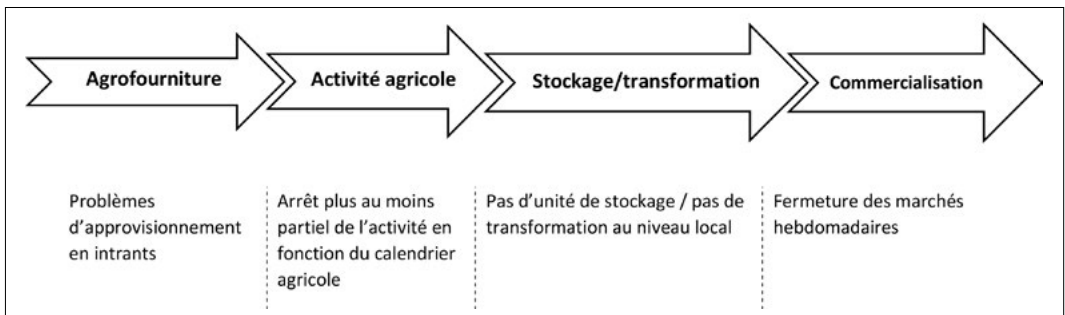 Agrofourniture
Activité agricole
Stockage/transformation
Commercialisation
Problèmes
d'approvisionnement
en intrants
Arrêt plus au moins
partiel de l'activité en
fonction du calendrier
agricole
Pas d'unité de stockage / pas de
transformation au niveau local
Fermeture des marchés
hebdomadaires